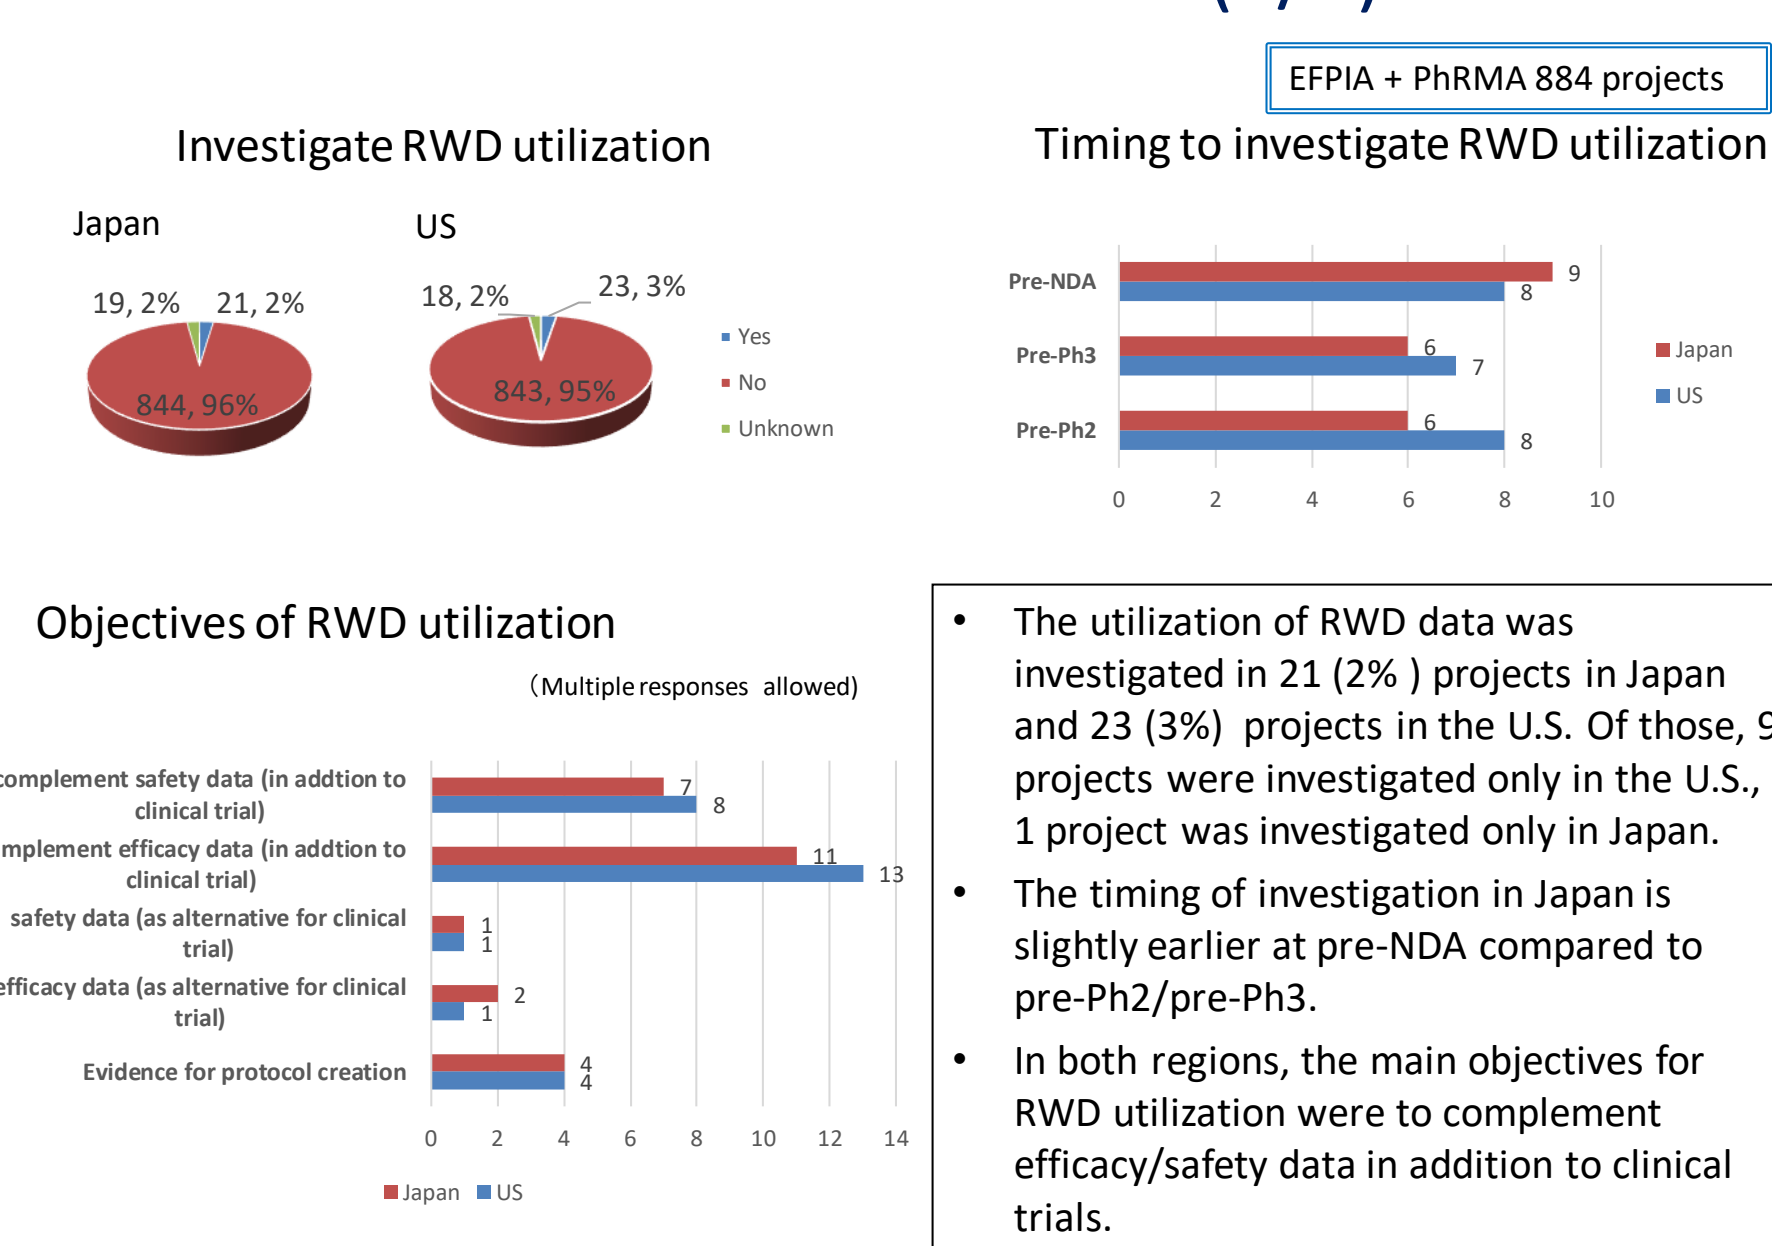 EFPIA + PhRMA 884 projects
Investigate RWD utilization
Japan
US
19, 2%
21, 2%
844, 96%
18, 2%
23, 3%
843, 95%
Yes
No
Unknown
Timing to investigate RWD utilization
Pre-NDA
9
8
Pre-Ph3
6
7
Pre-Ph2
6
8
0 2 4 6 8 10
Japan
US
Objectives of RWD utilization
（Multiple responses allowed)
complement safety data (in addtion to
clinical trial)
7
8
mplement efficacy data (in addtion to
clinical trial)
11
13
safety data (as alternative for clinical
trial)
1
1
efficacy data (as alternative for clinical
trial)
2
1
Evidence for protocol creation
4
4
0 2 4 6 8 10 12 14
Japan US
• The utilization of RWD data was
investigated in 21 (2% ) projects in Japan
and 23 (3%) projects in the U.S. Of those, 9
projects were investigated only in the U.S.,
1 project was investigated only in Japan.
• The timing of investigation in Japan is
slightly earlier at pre-NDA compared to
pre-Ph2/pre-Ph3.
• In both regions, the main objectives for
RWD utilization were to complement
efficacy/safety data in addition to clinical
trials.